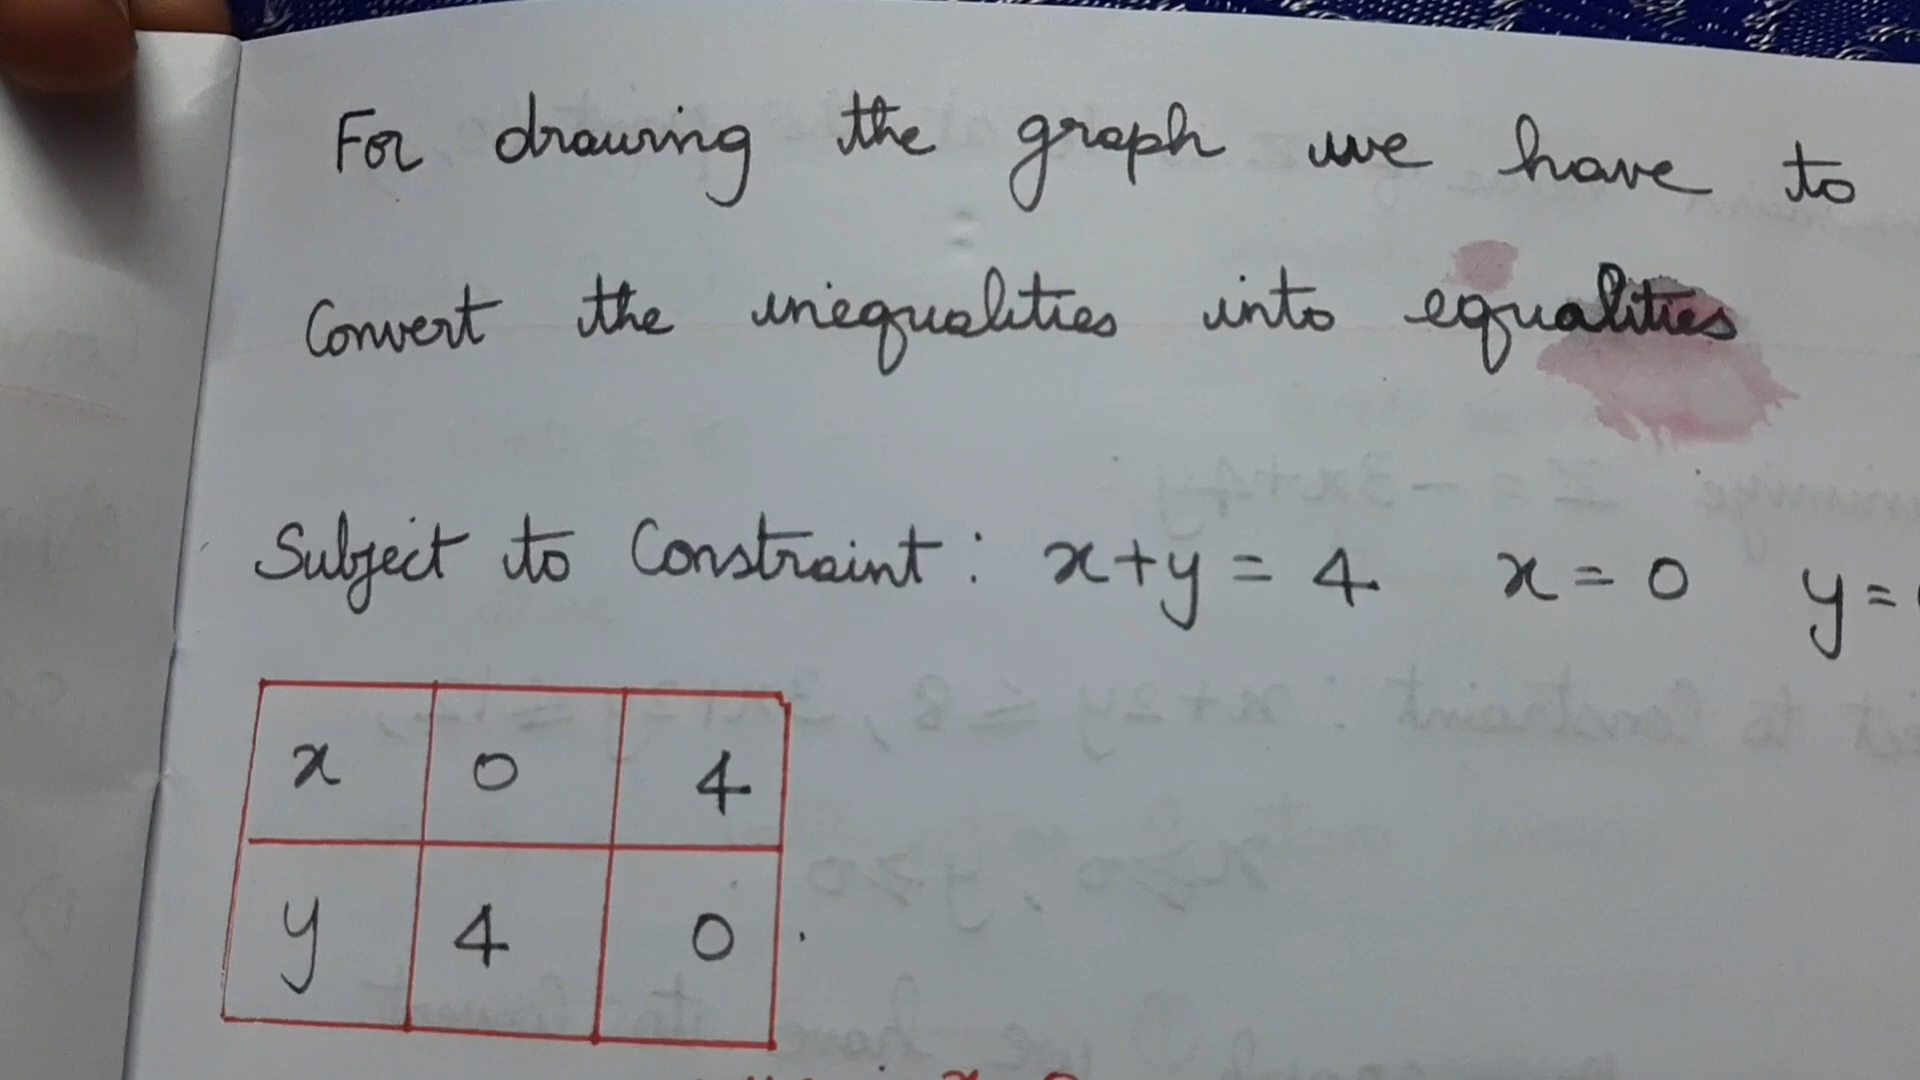 For drawing the graph we have to
Convert the inequalities into equalities
Subject to Constraint : x+y = 4 x = 0 y =
x 0 4
y 4 0 .